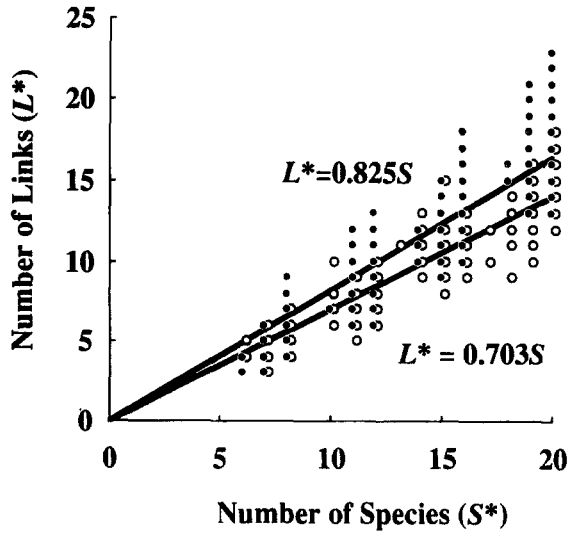 25
20
15
10
5
0
Number of Links (L*)
L*=0.825S
L* = 0.703S
0 5 10 15 20
Number of Species (S*)